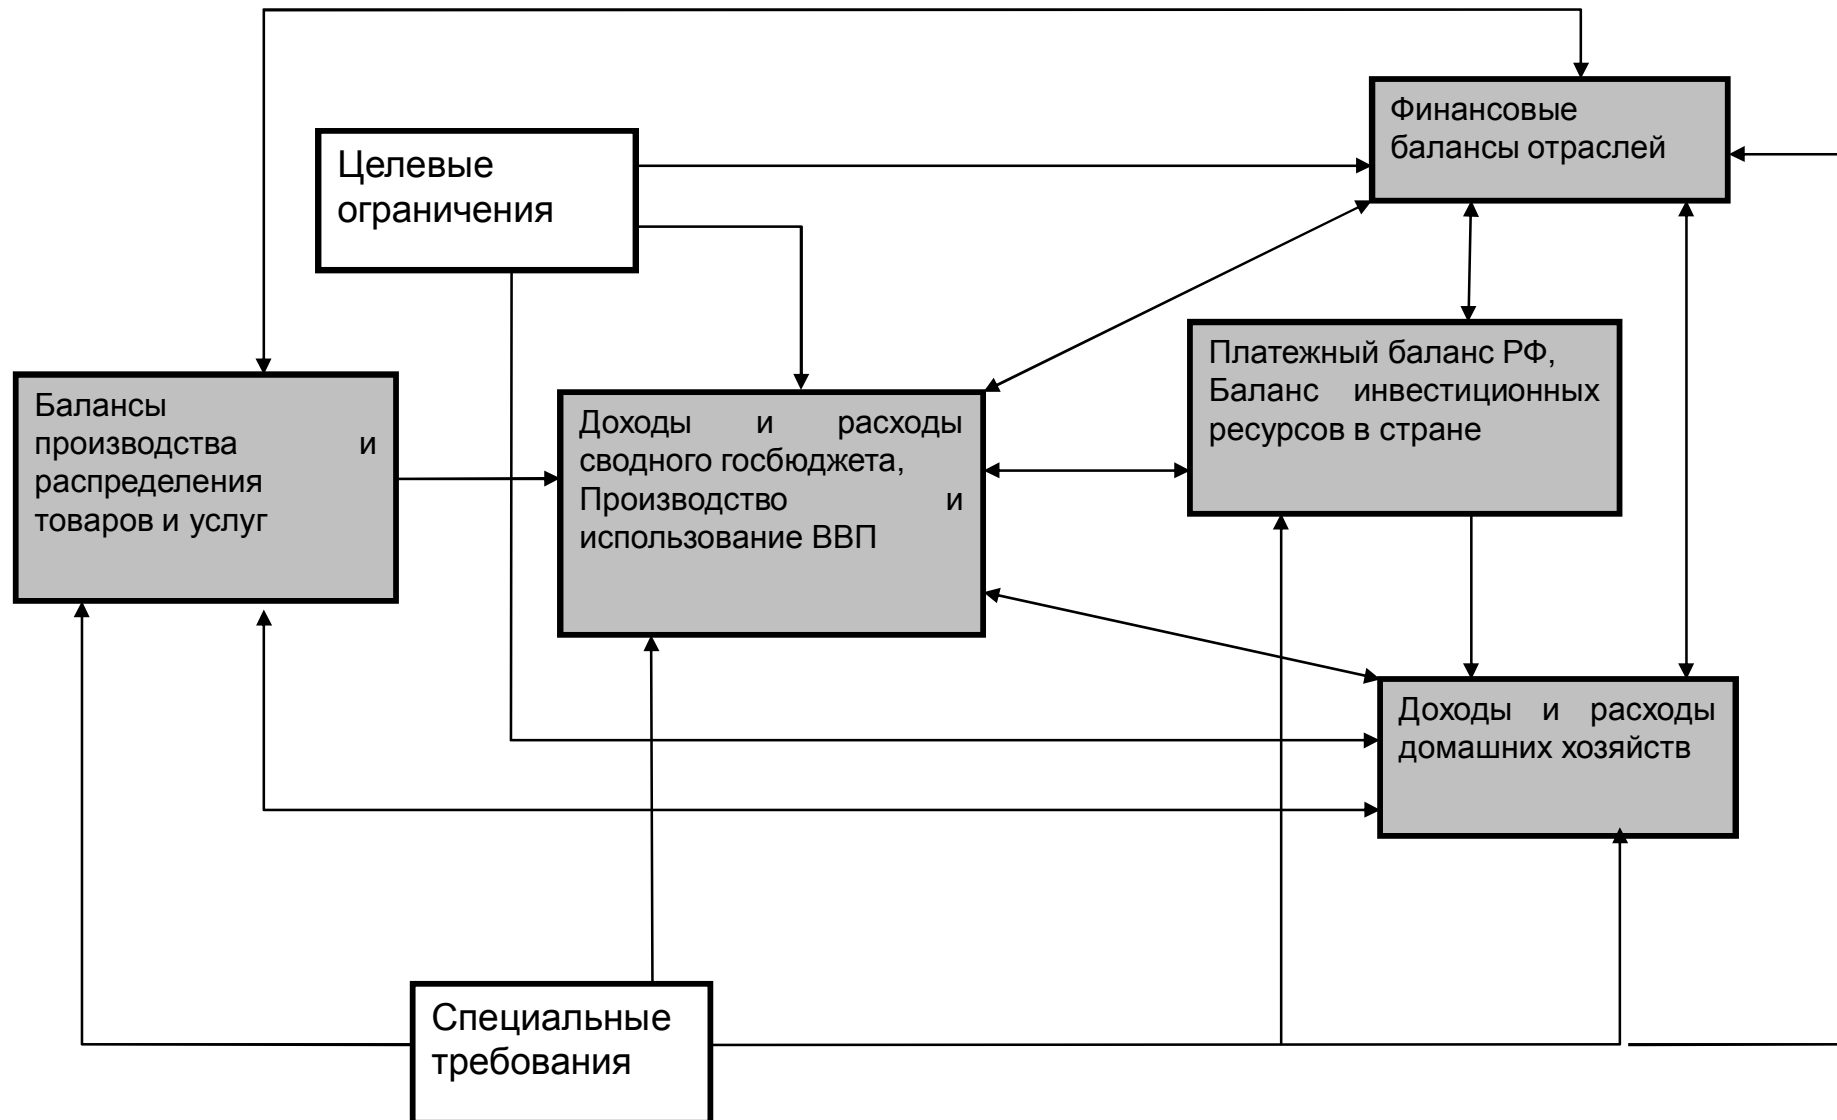 Финансовые
балансы отраслей
Целевые
ограничения
Платежный баланс РФ,
Баланс инвестиционных
ресурсов в стране
Балансы
производства и
распределения
товаров и услуг
Доходы и расходы
сводного госбюджета,
Производство и
использование ВВП
Доходы и расходы
домашних хозяйств
Специальные
требования